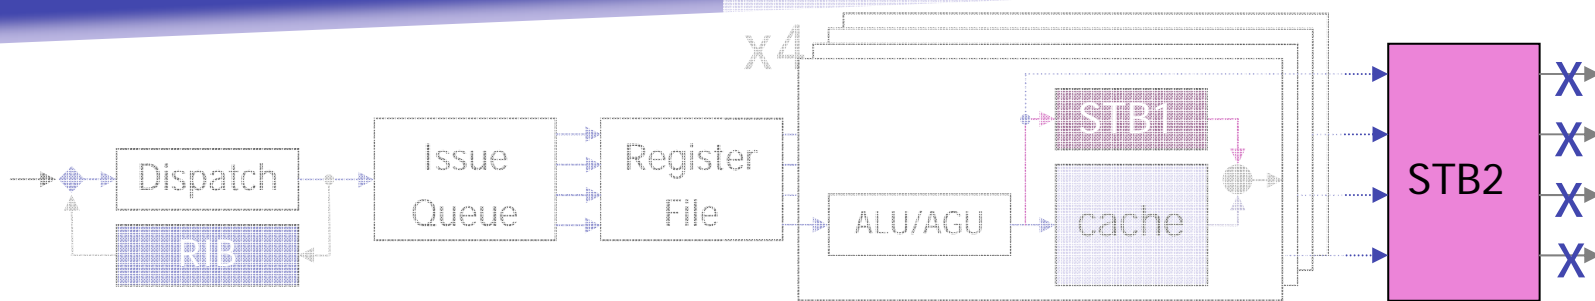 x4
STB1
Issue
Queue
Register
File
Dispatch
RIB
ALU/AGU
cache
STB2
X
X
X
X